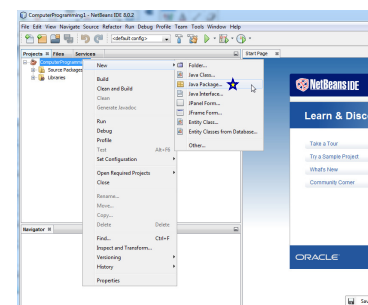 ComputerProgramming1 - NetBeans IDE 8.0.2
File Edit View Navigate Source Refactor Run Debug Profile Team Tools Window Help
<default config>
Projects Files Services
Start Page
Source Packages
Libraries
New
Build
Clean and Build
Clean
Generate Javadoc
Run
Debug
Profile
Test Alt+F6
Set Configuration
Open Required Projects
Close
Rename...
Move...
Copy...
Delete Delete
Find... Ctrl+F
Inspect and Transform...
Versioning
History
Properties
Folder...
Java Class...
Java Package...
Java Interface...
JPanel Form...
JFrame Form...
Entity Class...
Entity Classes from Database...
Other...
Navigator
NetBeans IDE
Learn & Disc
Take a Tour
Try a Sample Project
What's New
Community Corner
ORACLE